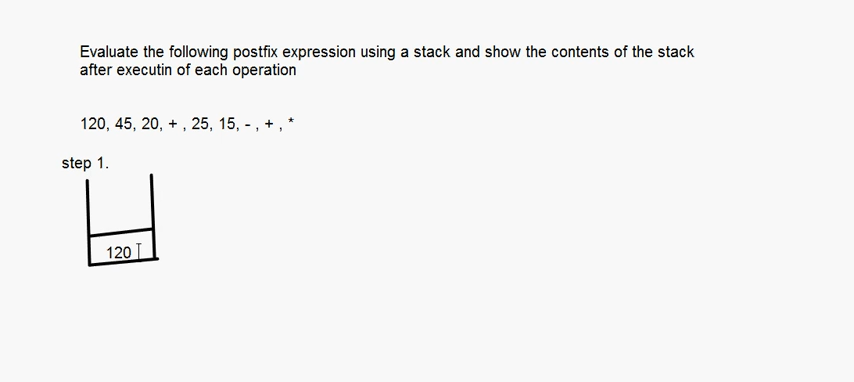 Evaluate the following postfix expression using a stack and show the contents of the stack
after executin of each operation
120, 45, 20, + , 25, 15, - , + , *
step 1.
120